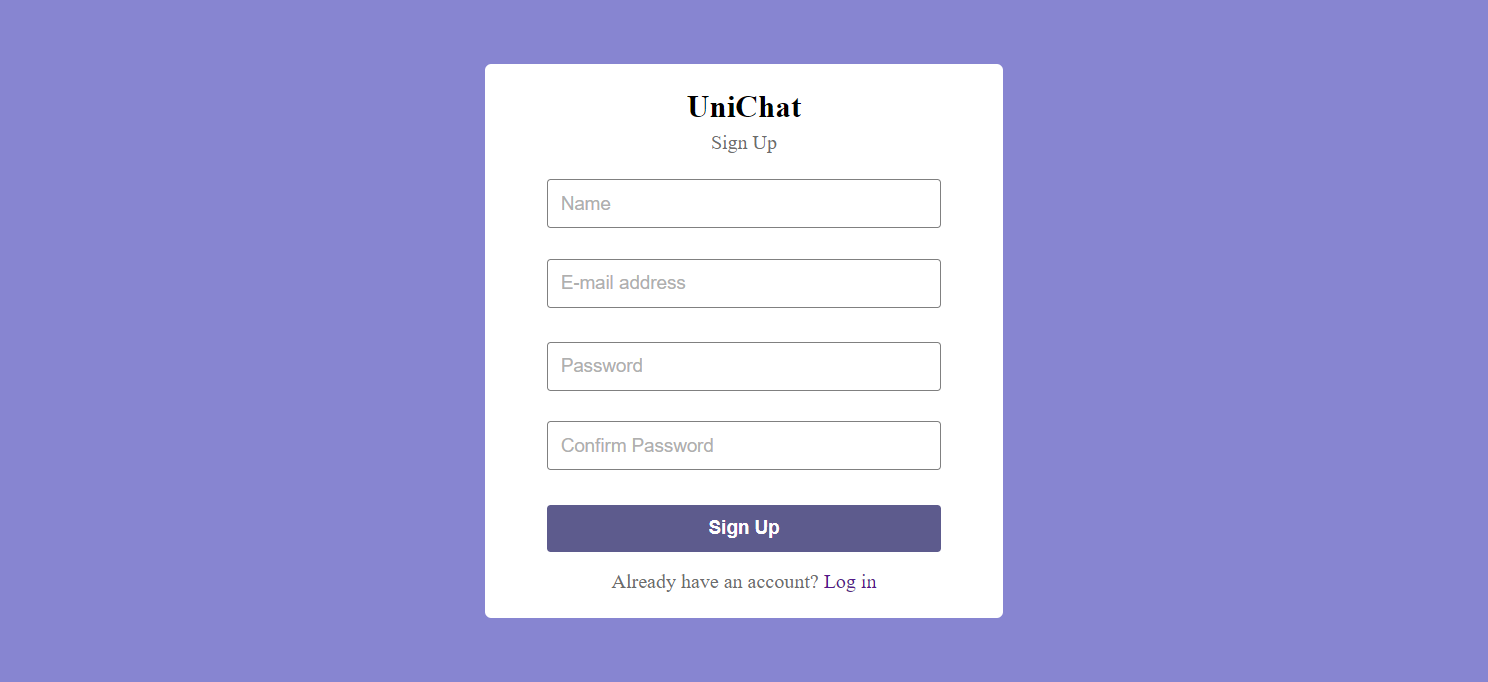 UniChat
Sign Up
Name
E-mail address
Password
Confirm Password
Sign Up
Already have an account? Log in